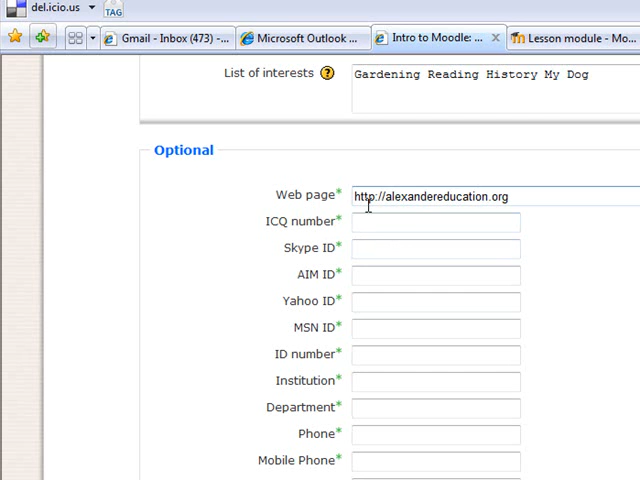 del.icio.us
TAG
Gmail - Inbox (473) -...
Microsoft Outlook ...
Intro to Moodle: ...
Lesson module - Mo...
List of interests
Gardening Reading History My Dog
Optional
Web page*
http://alexandereducation.org
ICQ number*
Skype ID*
AIM ID*
Yahoo ID*
MSN ID*
ID number*
Institution*
Department*
Phone*
Mobile Phone*